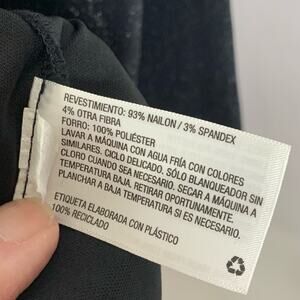 REVESTIMIENTO: 93% NAILON / 3% SPANDEX
4% OTRA FIBRA
FORRO: 100% POLIÉSTER
LAVAR A MÁQUINA CON AGUA FRÍA CON COLORES
SIMILARES. CICLO DELICADO. SÓLO BLANQUEADOR SIN
CLORO CUANDO SEA NECESARIO. SECAR A MÁQUINA A
TEMPERATURA BAJA. RETIRAR OPORTUNAMENTE.
PLANCHAR A BAJA TEMPERATURA SI ES NECESARIO.
ETIQUETA ELABORADA CON PLÁSTICO
100% RECICLADO